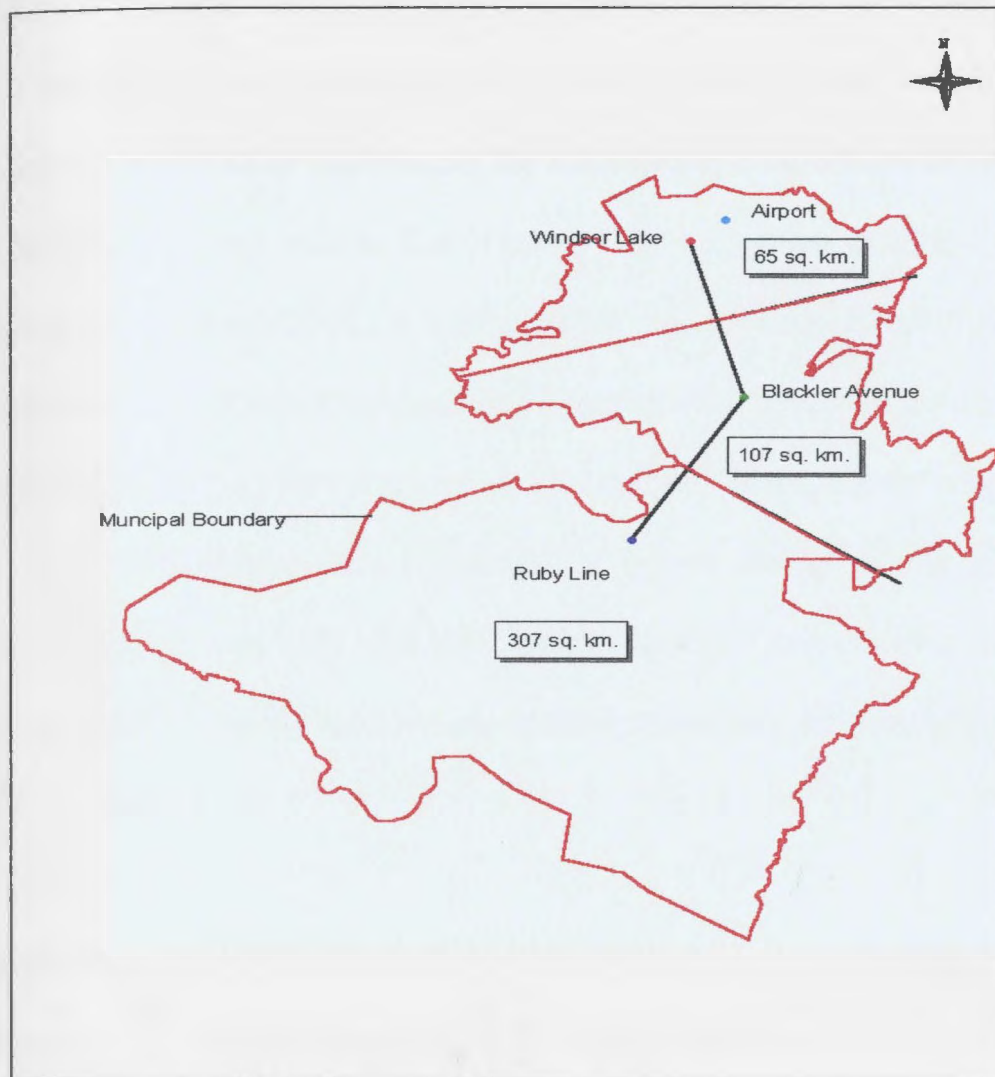 N
Airport
Windsor Lake
65 sq. km.
Blackler Avenue
107 sq. km.
Muncipal Boundary
Ruby Line
307 sq. km.